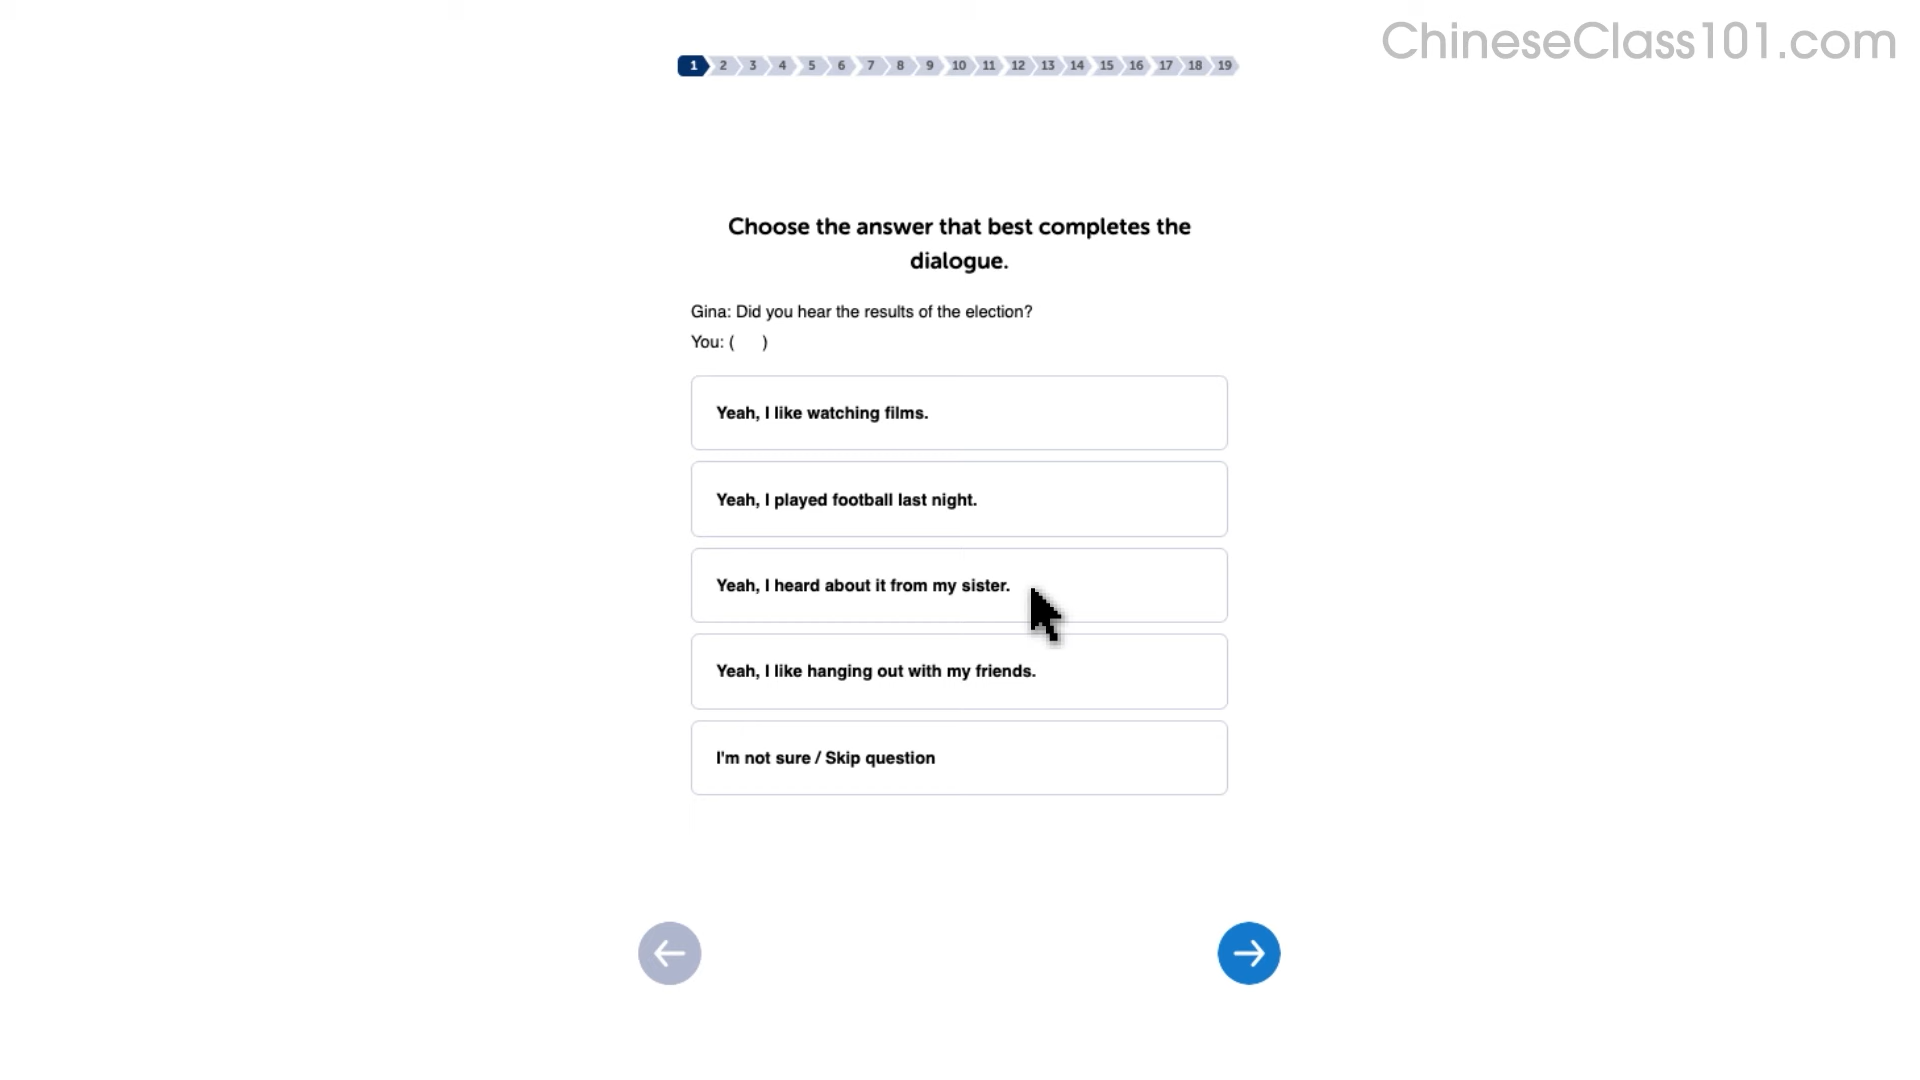 ChineseClass101.com
1 2 3 4 5 6 7 8 9 10 11 12 13 14 15 16 17 18 19
Choose the answer that best completes the
dialogue.
Gina: Did you hear the results of the election?
You: ( )
Yeah, I like watching films.
Yeah, I played football last night.
Yeah, I heard about it from my sister.
Yeah, I like hanging out with my friends.
I'm not sure / Skip question